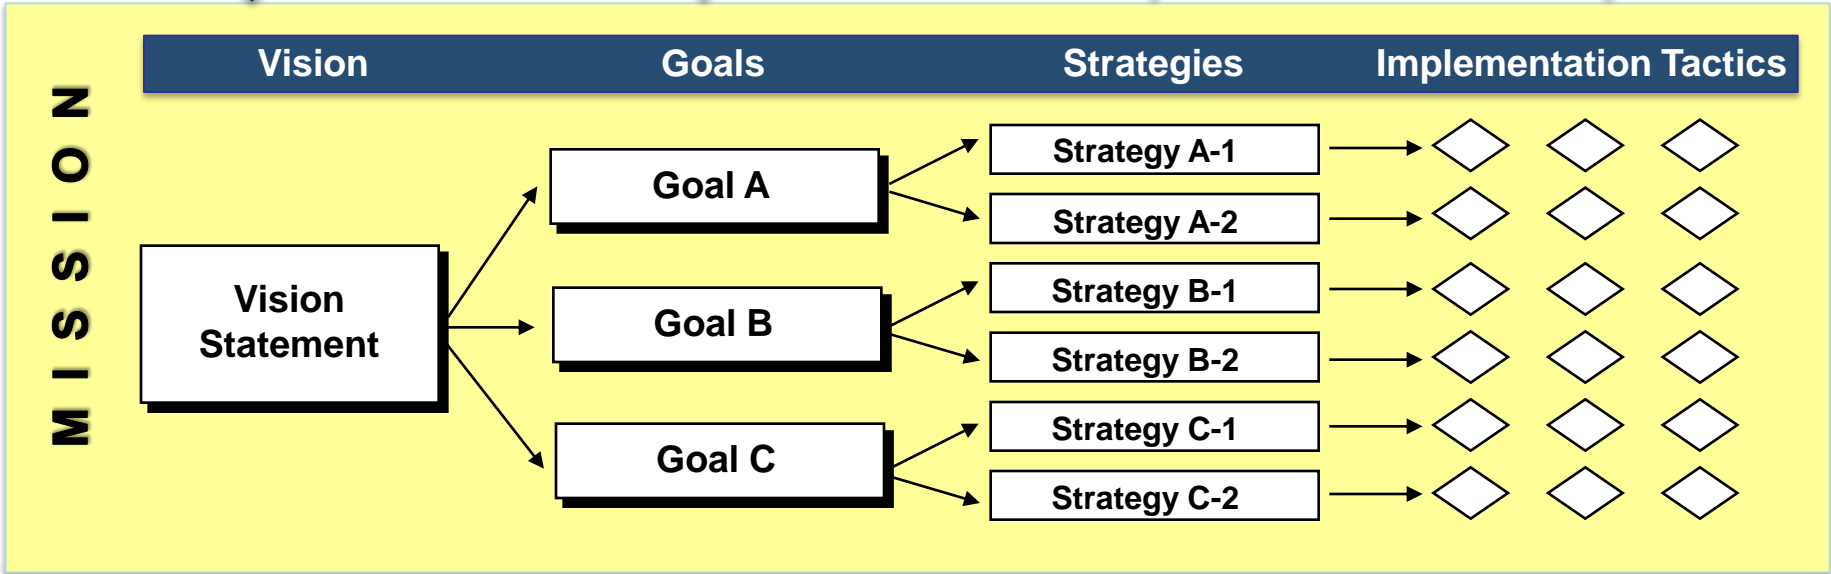 MISSION
Vision
Goals
Strategies
Implementation Tactics
Vision
Statement
Goal A
Goal B
Goal C
Strategy A-1
Strategy A-2
Strategy B-1
Strategy B-2
Strategy C-1
Strategy C-2